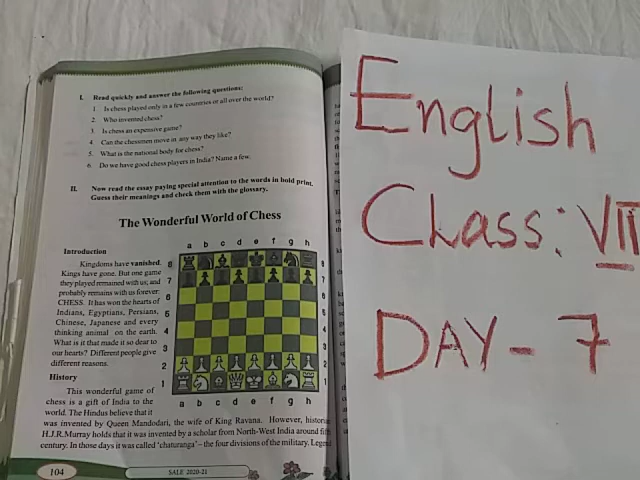 I. Read quickly and answer the following questions:
1. Is chess played only in a few countries or all over the world?
2. Who invented chess?
3. Is chess an expensive game?
4. Can the chessmen move in any way they like?
5. What is the national body for chess?
6. Do we have good chess players in India? Name a few.
II. Now read the essay paying special attention to the words in bold print.
Guess their meanings and check them with the glossary.
The Wonderful World of Chess
Introduction
Kingdoms have vanished.
Kings have gone. But one game
they played remained with us; and
probably remains with us forever:
CHESS. It has won the hearts of
Indians, Egyptians, Persians,
Chinese, Japanese and every
thinking animal on the earth.
What is it that made it so dear to
our hearts? Different people give
different reasons.
a b c d e f g h
8 8
7 7
6 6
5 5
4 4
3 3
2 2
1 1
a b c d e f g h
History
This wonderful game of
chess is a gift of India to the
world. The Hindus believe that it
was invented by Queen Mandodari, the wife of King Ravana. However,
H.J.R.Murray holds that it was invented by a scholar from North-West India around
century. In those days it was called 'chaturanga'– the four divisions of the military.
104
SALE 2020-21
English
Class: VII
DAY - 7